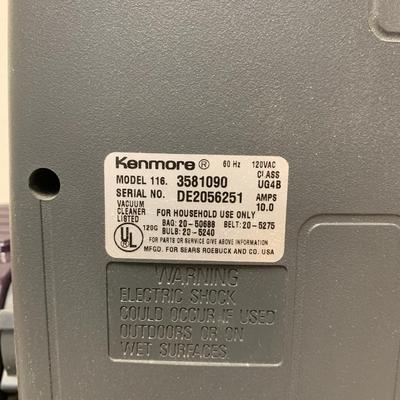 Kenmore® 60 Hz 120VAC
MODEL 116. 3581090 CLASS UG4B
SERIAL NO. DE2056251 AMPS 10.0
VACUUM CLEANER LISTED
FOR HOUSEHOLD USE ONLY
BAG: 20-50688 BELT: 20-5275
120G BULB: 20-5240
UL
FOR PARTS OR SERVICE GIVE ABOVE INFORMATION
MFGD. FOR SEARS ROEBUCK AND CO. USA
WARNING
ELECTRIC SHOCK
COULD OCCUR IF USED
OUTDOORS OR ON
WET SURFACES